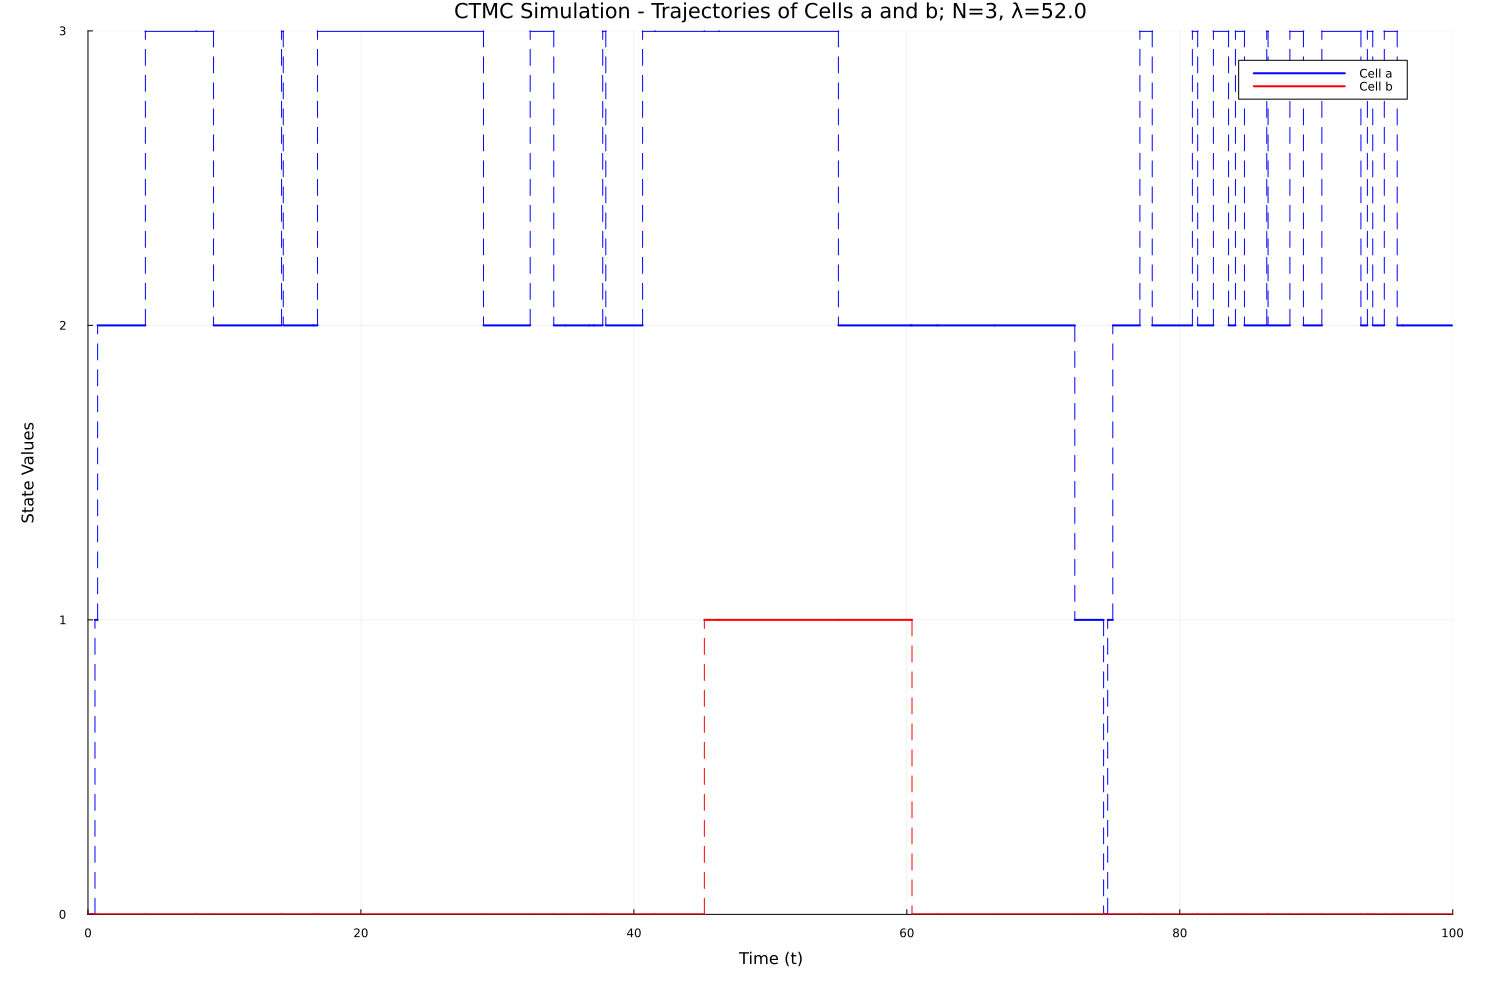 CTMC Simulation - Trajectories of Cells a and b; N=3, λ=52.0
3
Cell a
Cell b
2
State Values
1
0
0 20 40 60 80 100
Time (t)